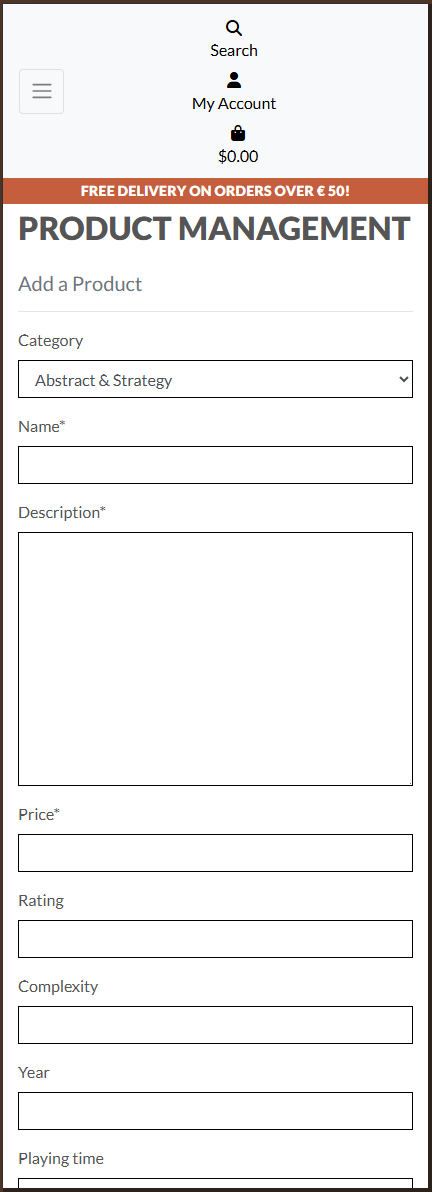 Search
My Account
$0.00
FREE DELIVERY ON ORDERS OVER € 50!
PRODUCT MANAGEMENT
Add a Product
Category
Abstract & Strategy
Name*
Description*
Price*
Rating
Complexity
Year
Playing time